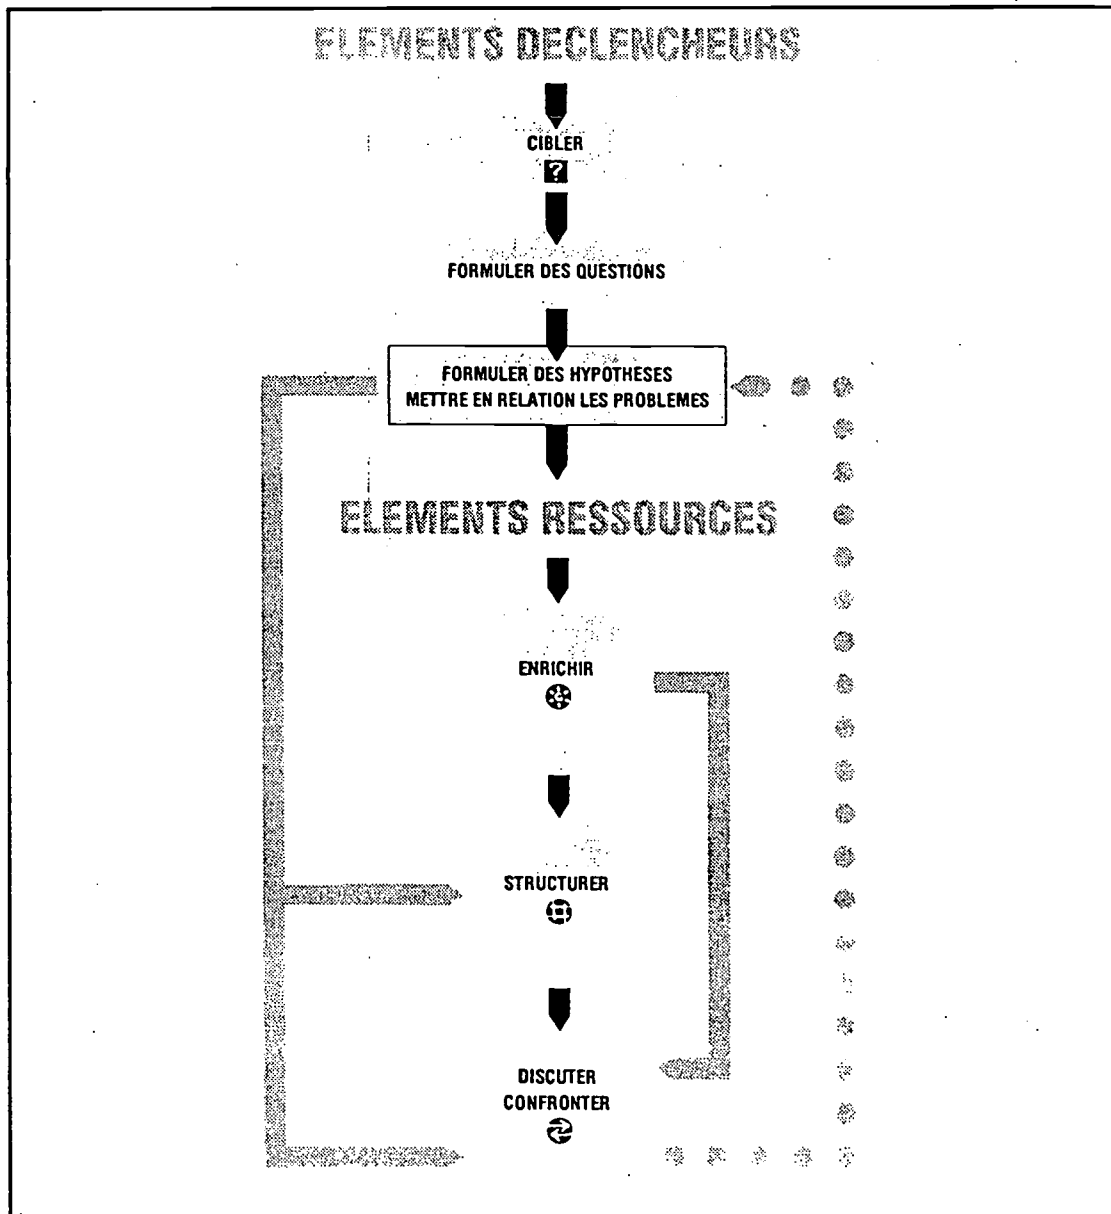 ELEMENTS DECLENCHEURS
CIBLER
?
FORMULER DES QUESTIONS
FORMULER DES HYPOTHESES
METTRE EN RELATION LES PROBLEMES
ELEMENTS RESSOURCES
ENRICHIR
STRUCTURER
DISCUTER
CONFRONTER